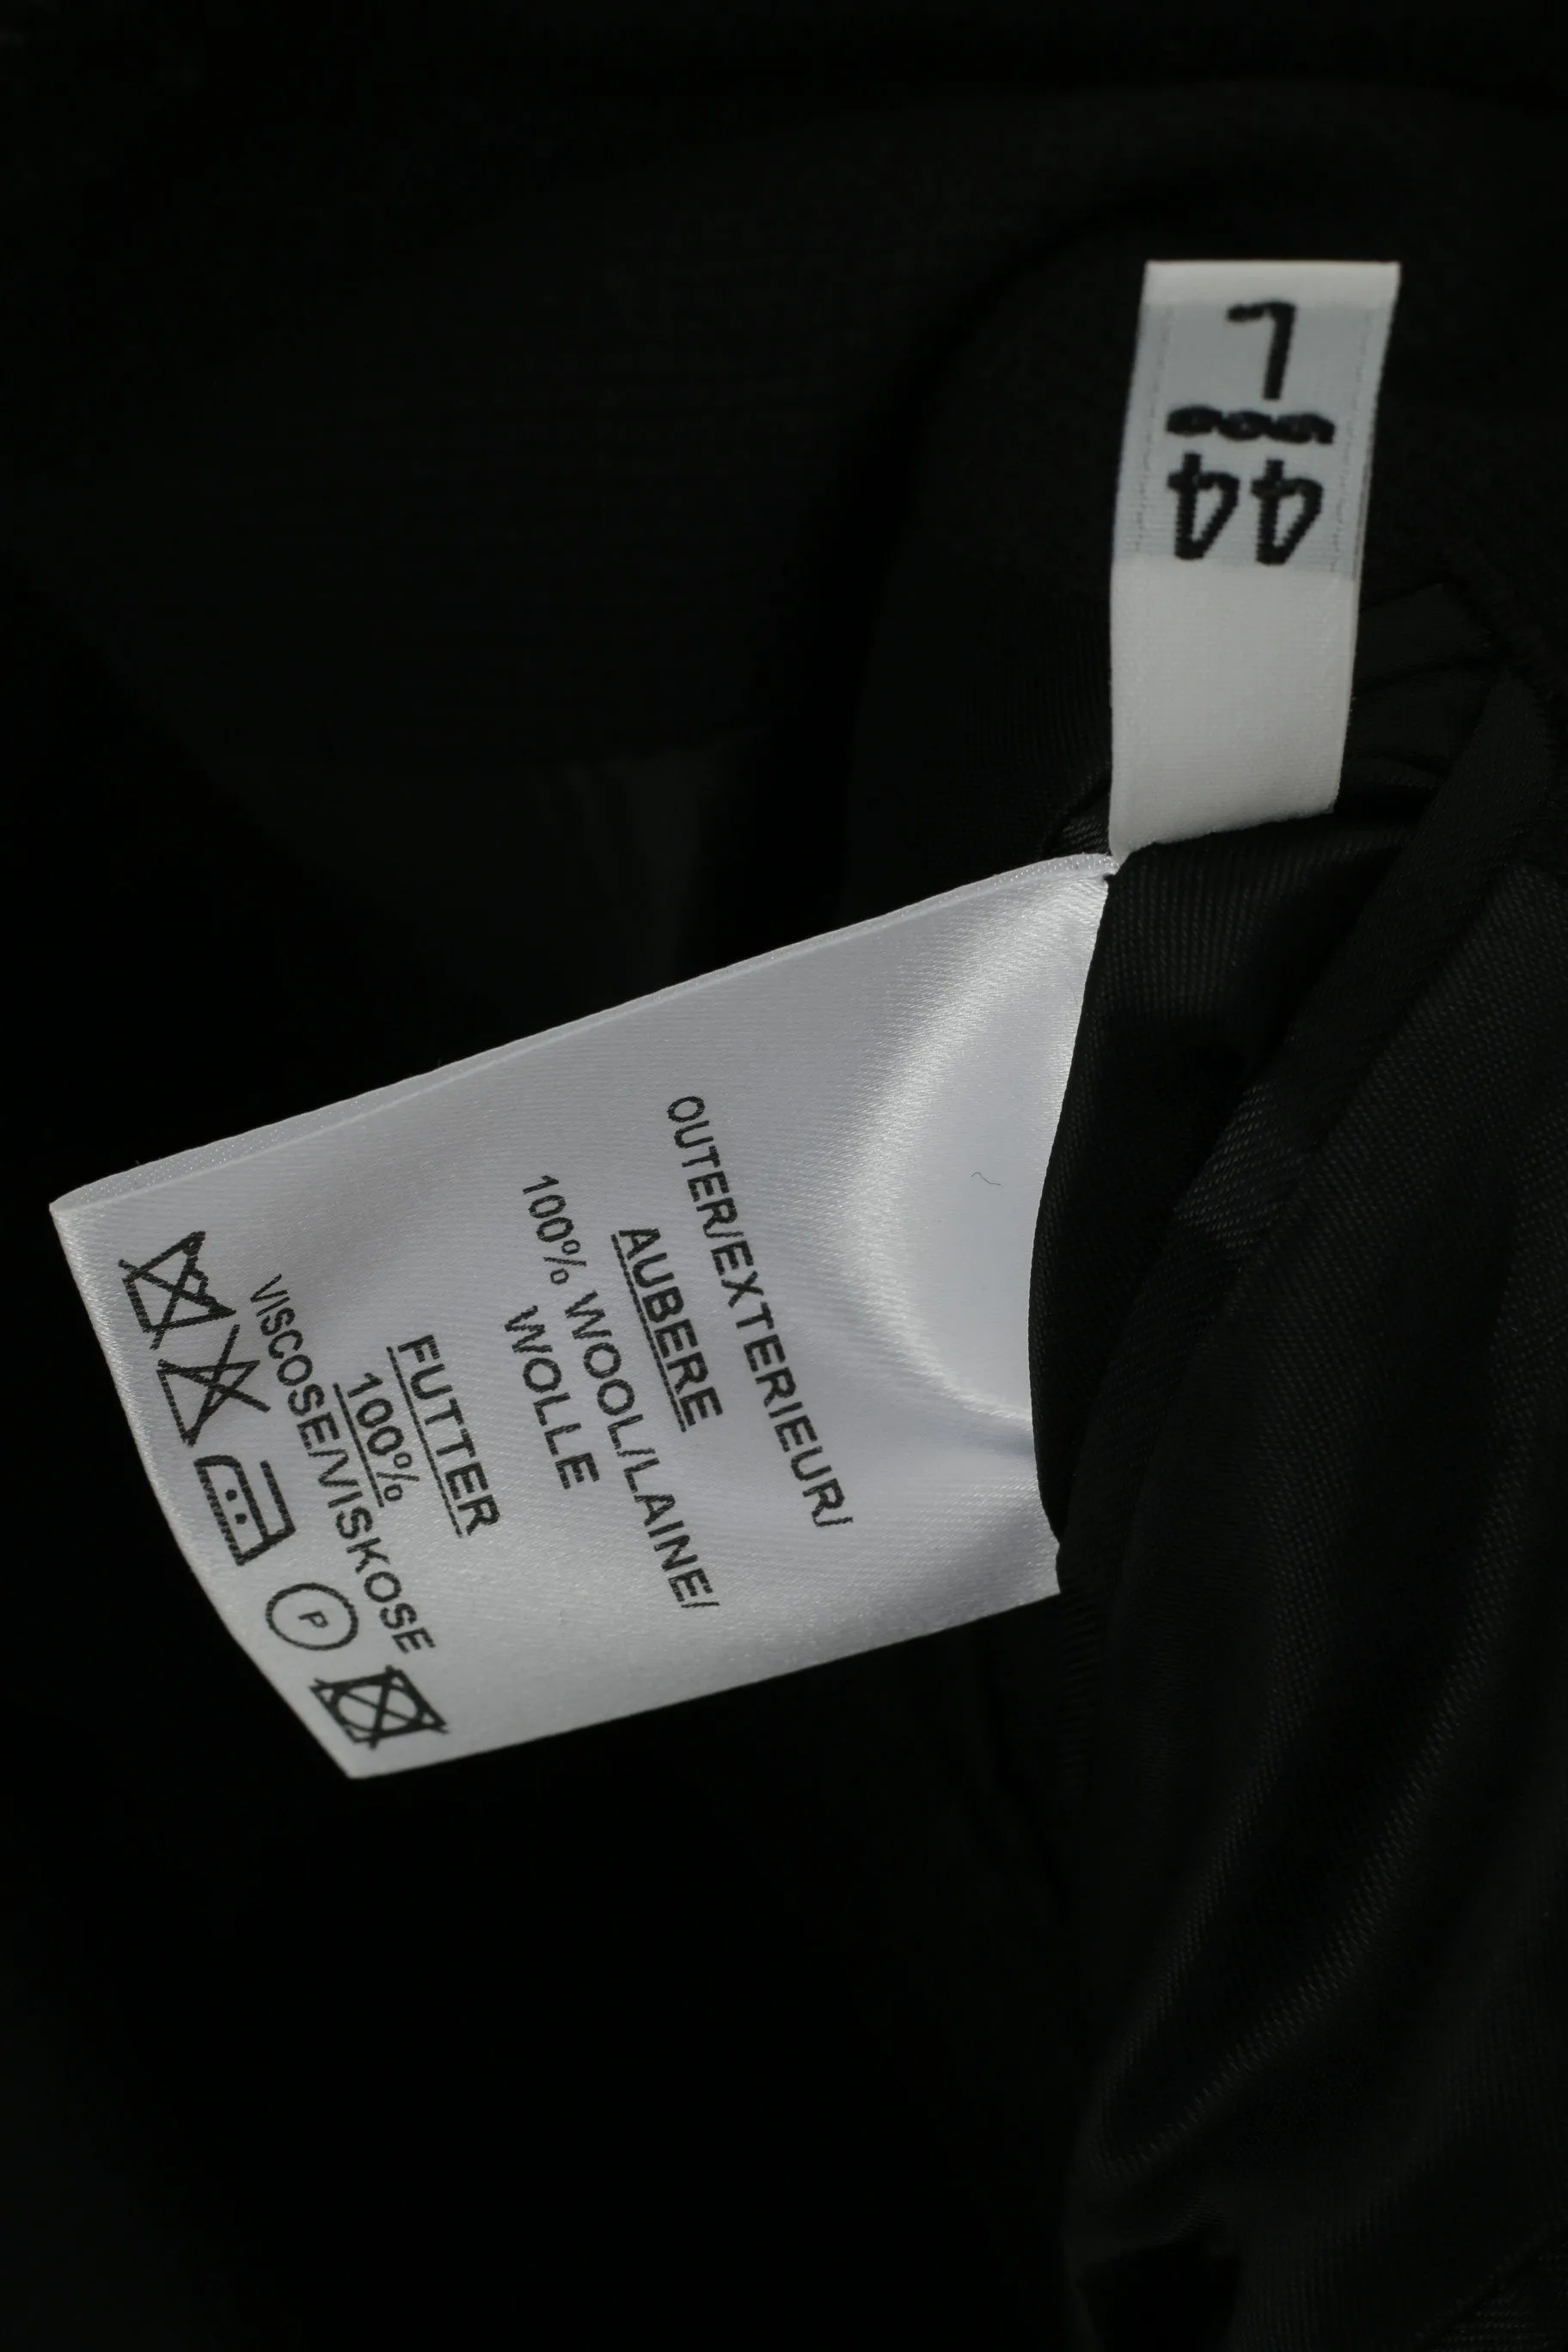 44
L
OUTER/EXTERIEUR/
AUBERE
100% WOOL/LAINE/
WOLLE
FUTTER
100%
VISCOSE/VISKOSE
P